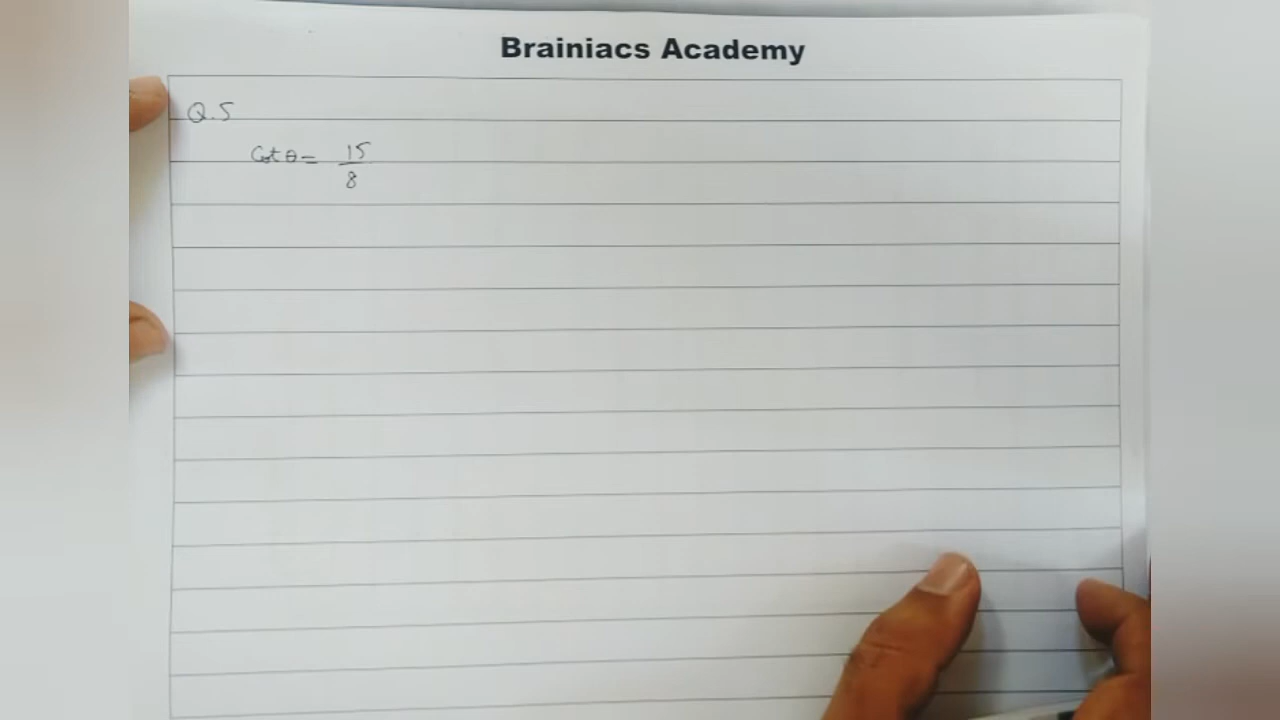 Brainiacs Academy
Q.5
Cot θ = 15/8